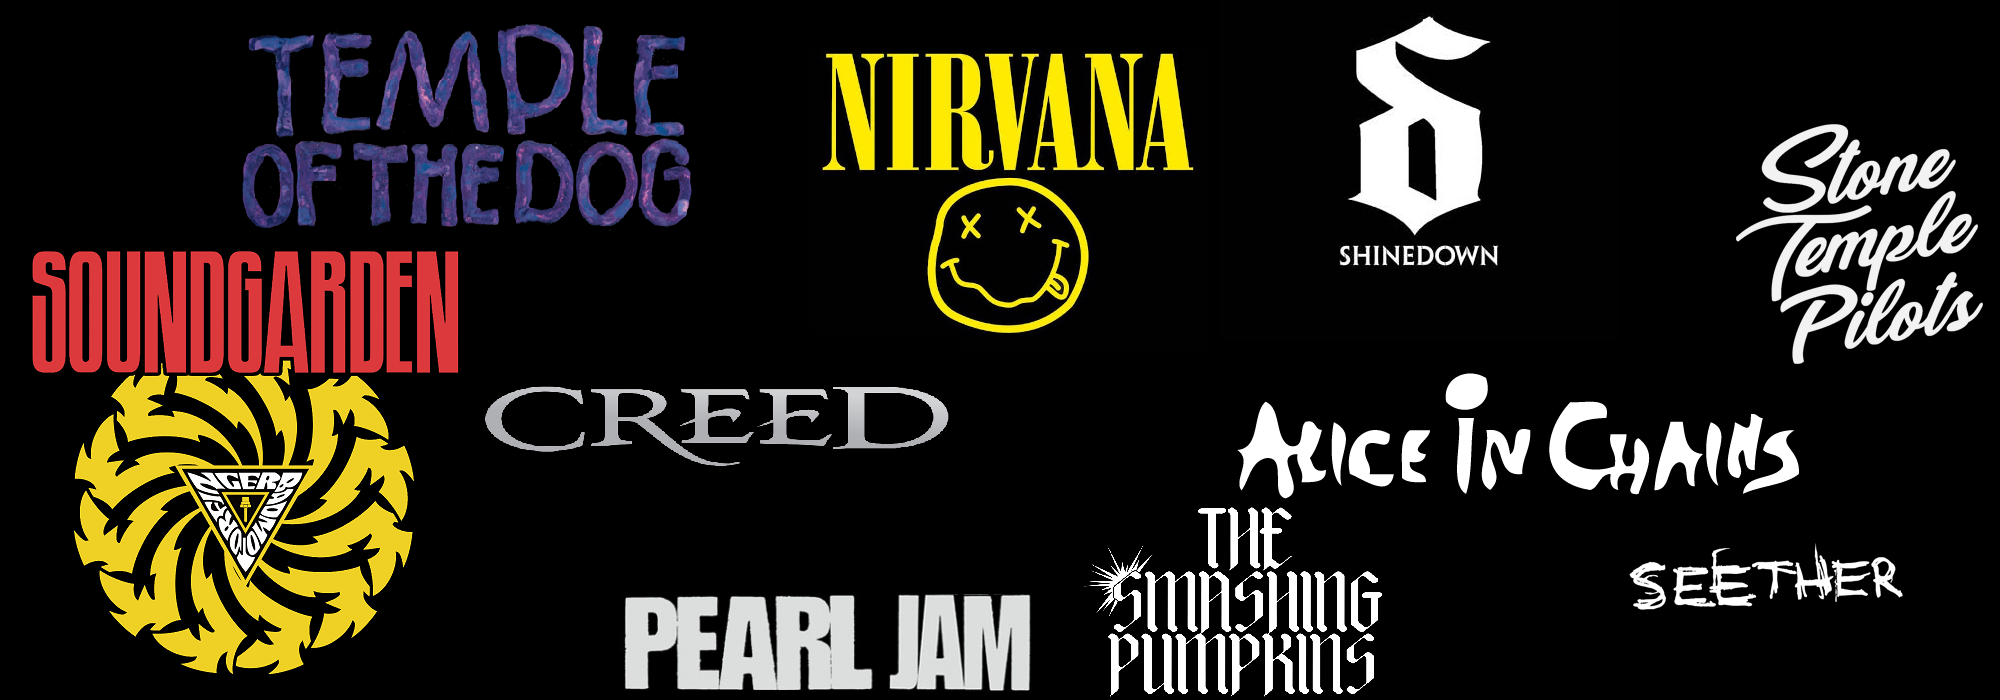 TEMPLE
OF THE DOG
NIRVANA
SHINEDOWN
Stone
Temple
Pilots
SOUNDGARDEN
CREED
ALICE IN CHAINS
THE
SMASHING
PUMPKINS
SEETHER
PEARL JAM